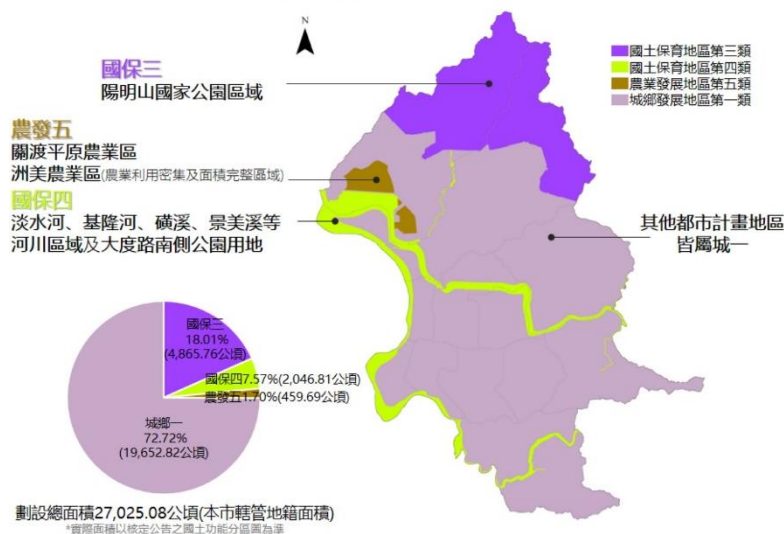 N
國土保育地區第三類
國土保育地區第四類
農業發展地區第五類
城鄉發展地區第一類
國保三
陽明山國家公園區域
農發五
關渡平原農業區
洲美農業區(農業利用密集及面積完整區域)
國保四
淡水河、基隆河、磺溪、景美溪等
河川區域及大度路南側公園用地
其他都市計畫地區
皆屬城一
國保三
18.01%
(4,865.76公頃)
國保四7.57%(2,046.81公頃)
農發五1.70%(459.69公頃)
城鄉一
72.72%
(19,652.82公頃)
劃設總面積27,025.08公頃(本市轄管地籍面積)
*實際面積以核定公告之國土功能分區圖為準